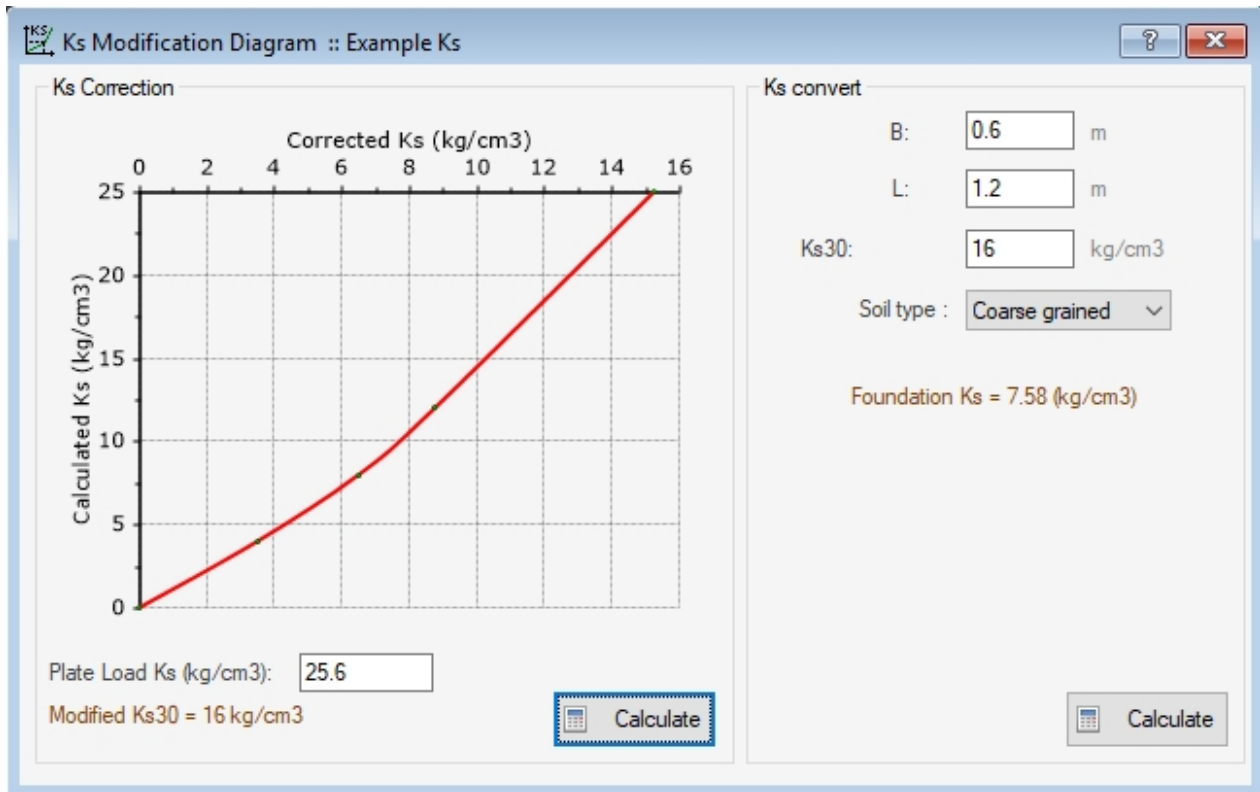 Ks Modification Diagram :: Example Ks
Ks Correction
Corrected Ks (kg/cm3)
0 2 4 6 8 10 12 14 16
25
20
15
10
5
0
Calculated Ks (kg/cm3)
Plate Load Ks (kg/cm3): 25.6
Modified Ks30 = 16 kg/cm3
Calculate
Ks convert
B: 0.6 m
L: 1.2 m
Ks30: 16 kg/cm3
Soil type : Coarse grained
Foundation Ks = 7.58 (kg/cm3)
Calculate